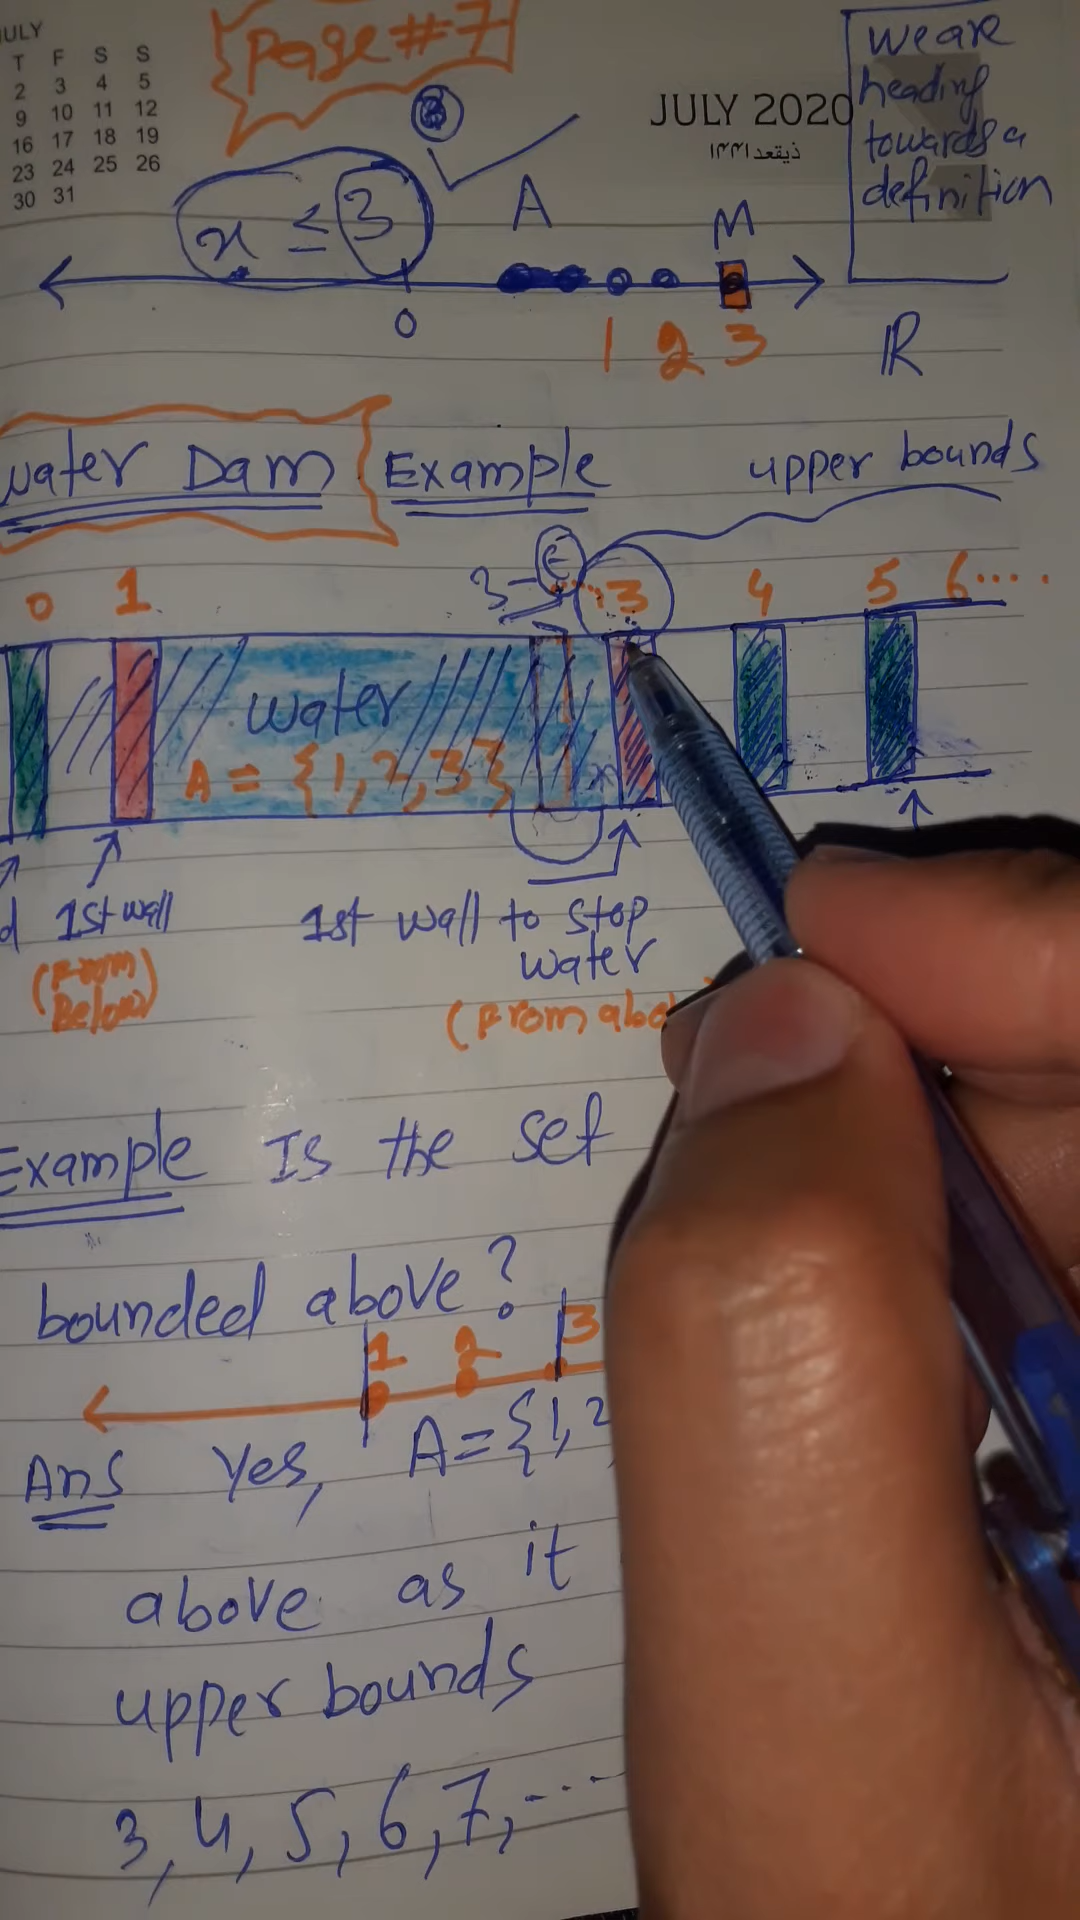 JULY
T F S S
2 3 4 5
9 10 11 12
16 17 18 19
23 24 25 26
30 31
Page #7
JULY 2020
ذيقعد ١٤٤١
we are
heading
towards a
definition
x ≤ 3
A
M
0
1 2 3
R
water Dam Example
upper bounds
3-ε
0 1 ....3 4 5 6....
water
A = {1,2,3}
1st wall
(From
Below)
1st wall to stop
water
(From abo
Example Is the set
bounded above?
1 2 3
Ans Yes, A={1,2
above as it
upper bounds
3, 4, 5, 6, 7, ...